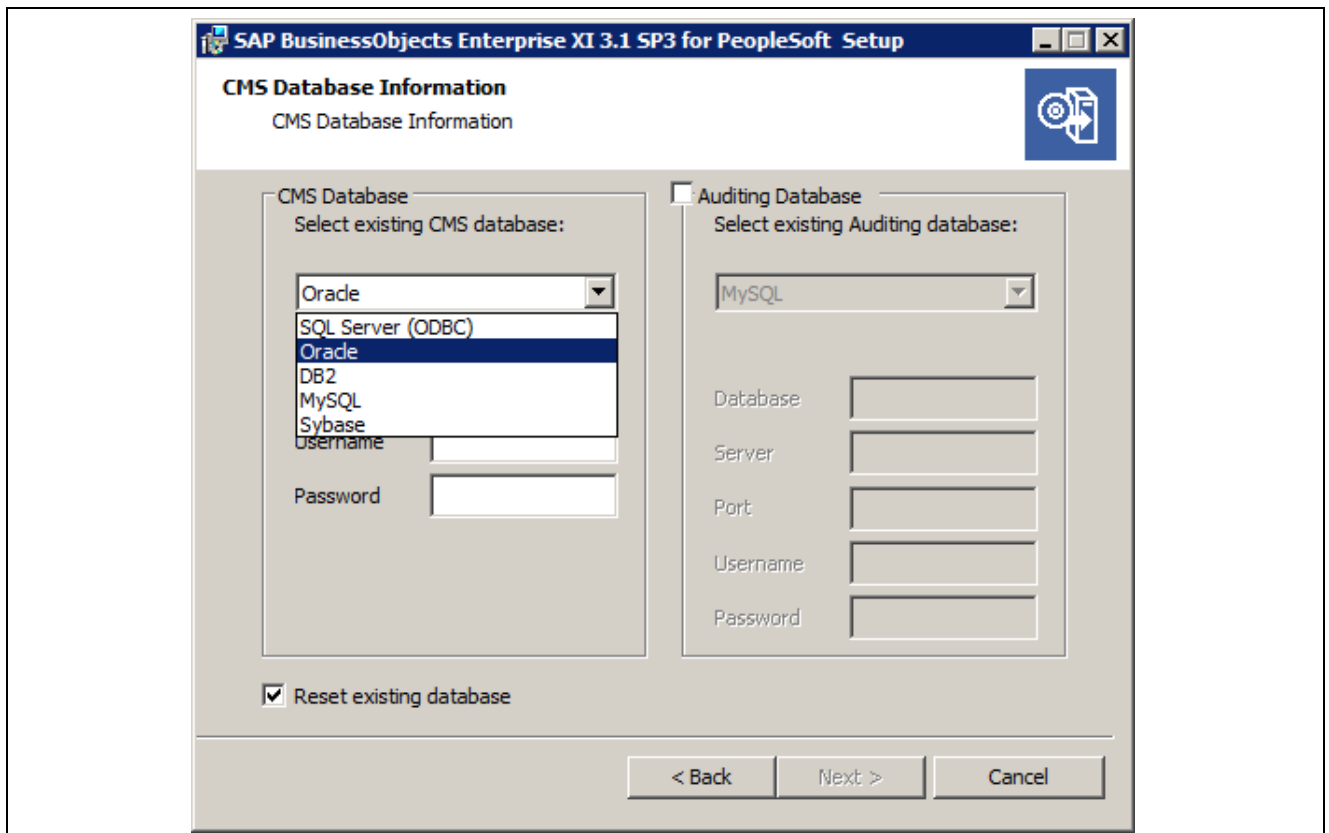 SAP BusinessObjects Enterprise XI 3.1 SP3 for PeopleSoft Setup
CMS Database Information
CMS Database Information
CMS Database
Select existing CMS database:
Oracle
SQL Server (ODBC)
Oracle
DB2
MySQL
Sybase
Username
Password
Auditing Database
Select existing Auditing database:
MySQL
Database
Server
Port
Username
Password
Reset existing database
< Back
Next >
Cancel